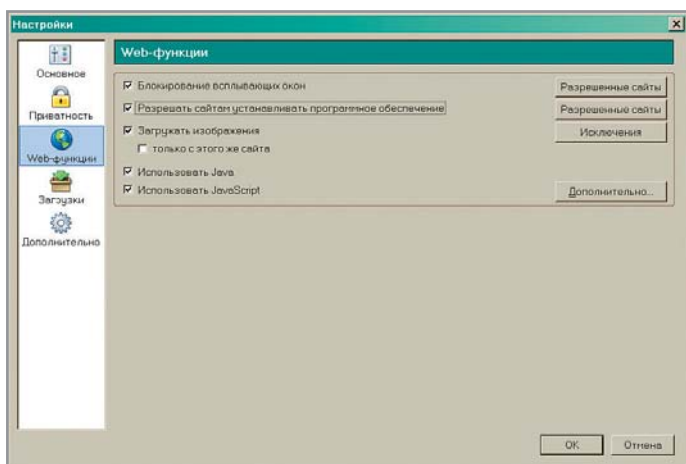 Настройки
Основное
Приватность
Web-функции
Загрузки
Дополнительно
Web-функции
Блокирование всплывающих окон
Разрешенные сайты
Разрешать сайтам устанавливать программное обеспечение
Разрешенные сайты
Загружать изображения
Исключения
только с этого же сайта
Использовать Java
Использовать JavaScript
Дополнительно...
OK
Отмена